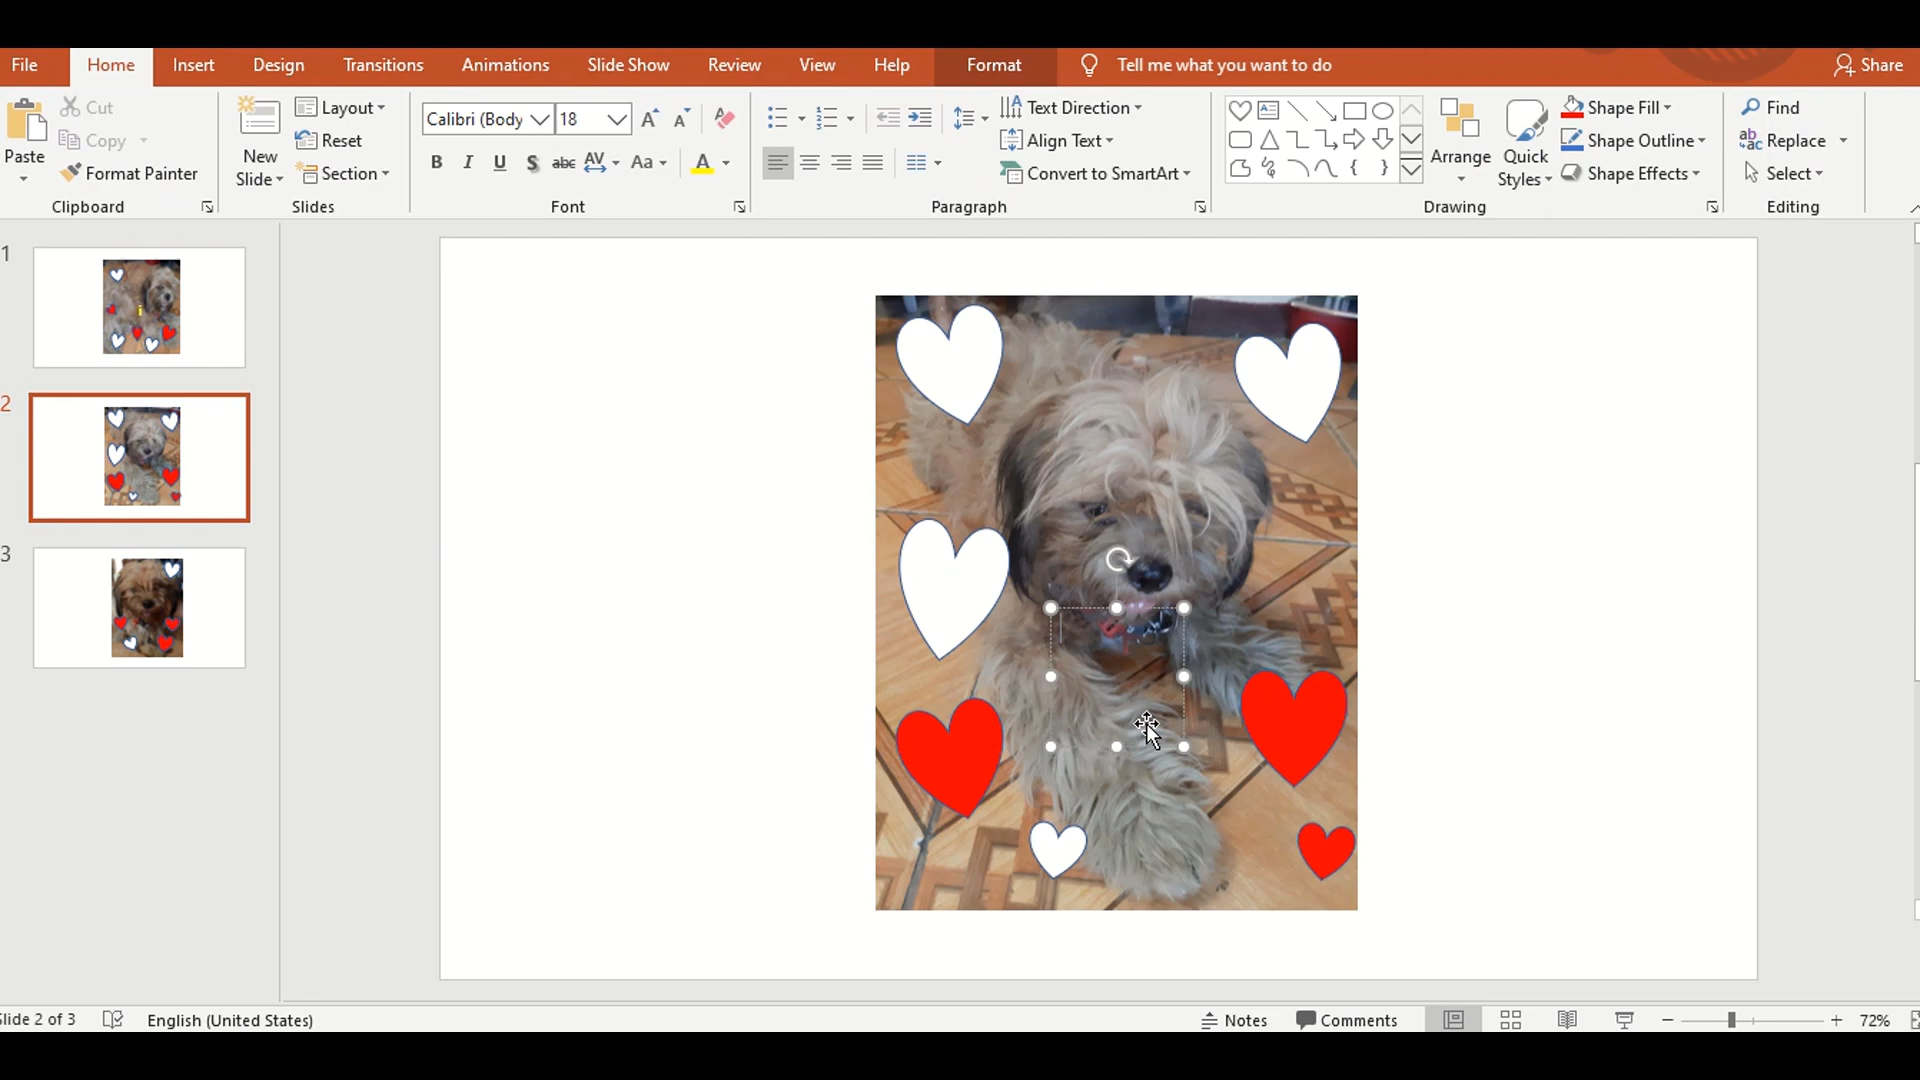 File Home Insert Design Transitions Animations Slide Show Review View Help Format Tell me what you want to do Share
Cut
Copy
Format Painter
Paste
Clipboard
New
Slide
Layout
Reset
Section
Slides
Calibri (Body 18
B I U S abc AV Aa A
Font
Text Direction
Align Text
Convert to SmartArt
Paragraph
Arrange
Quick
Styles
Shape Fill
Shape Outline
Shape Effects
Drawing
Find
Replace
Select
Editing
1
i
2
3
Slide 2 of 3 English (United States) Notes Comments 72%